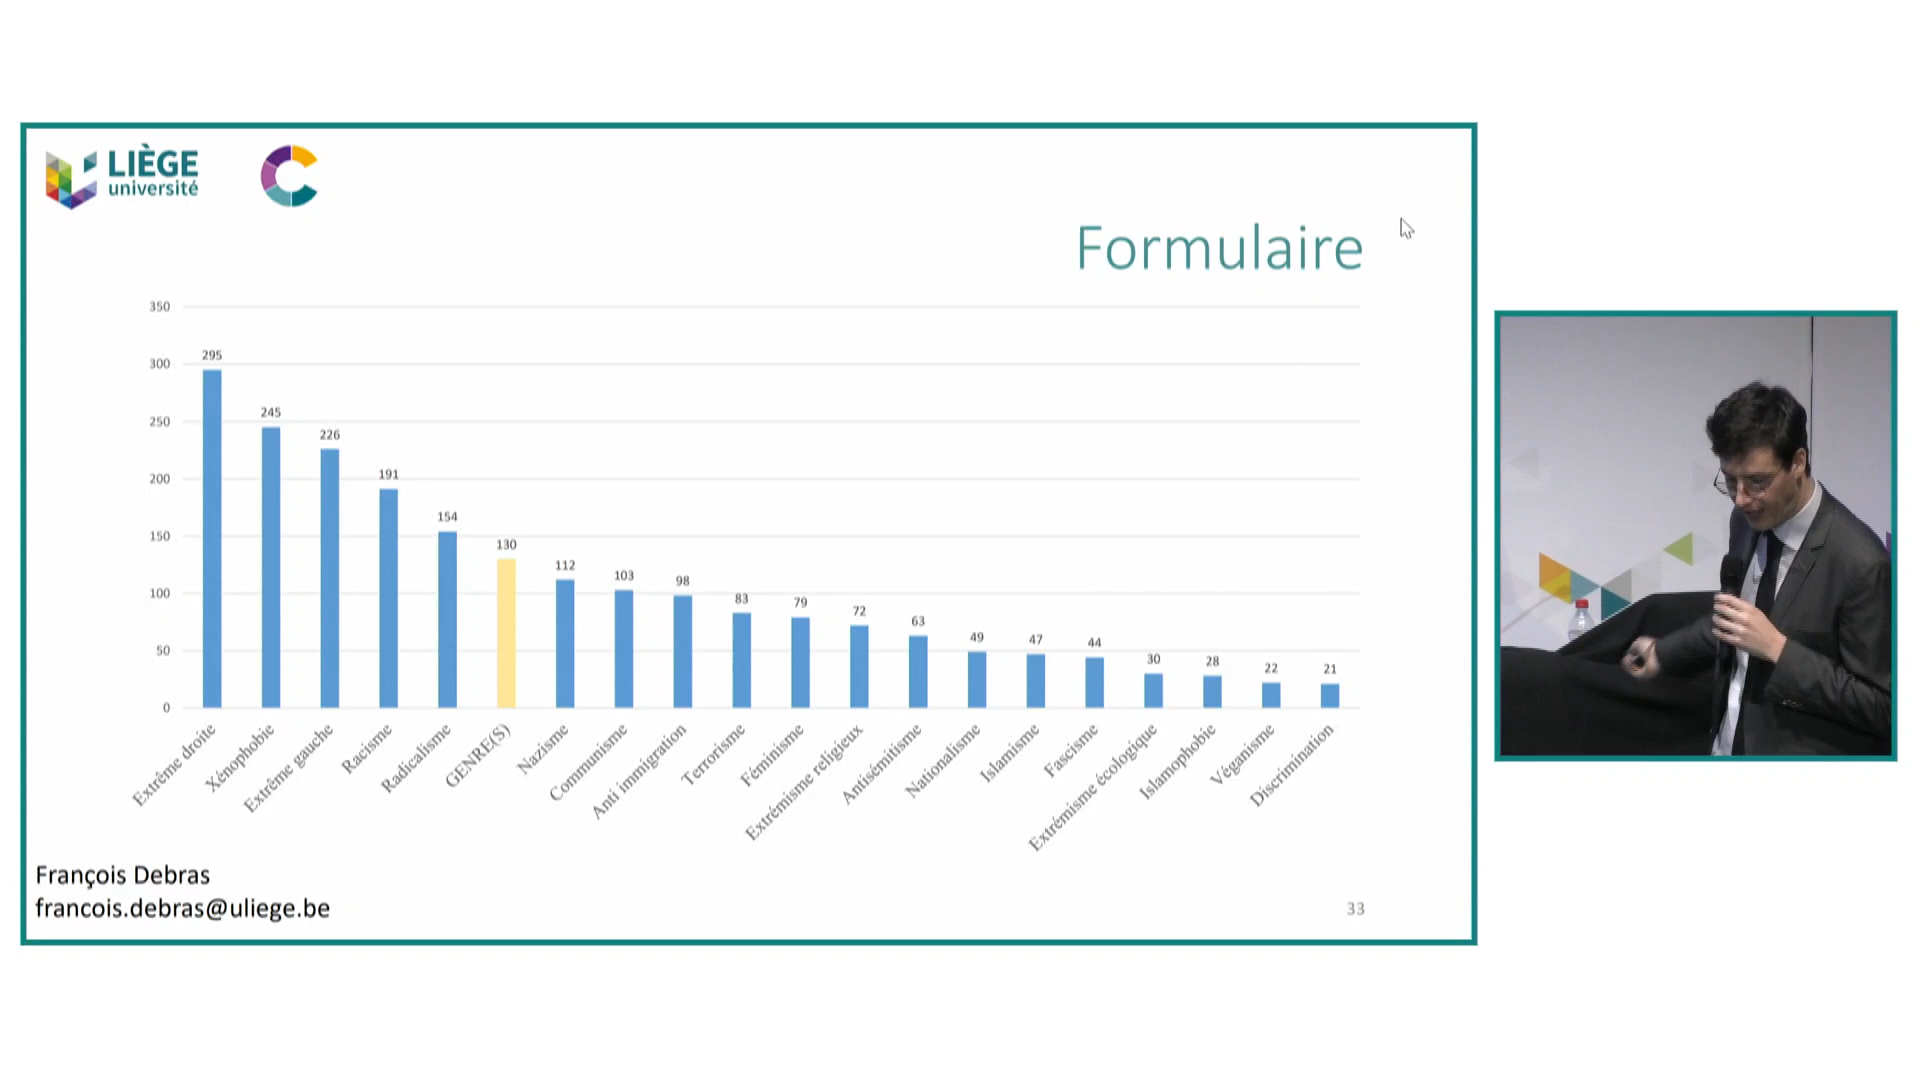 LIÈGE
université
Formulaire
350
300
250
200
150
100
50
0
295
245
226
191
154
130
112
103
98
83
79
72
63
49
47
44
30
28
22
21
Extrême droite
Xénophobie
Extrême gauche
Racisme
Radicalisme
GENRE(S)
Nazisme
Communisme
Anti immigration
Terrorisme
Féminisme
Extrémisme religieux
Antisémitisme
Nationalisme
Islamisme
Fascisme
Extrémisme écologique
Islamophobie
Véganisme
Discrimination
François Debras
francois.debras@uliege.be
33